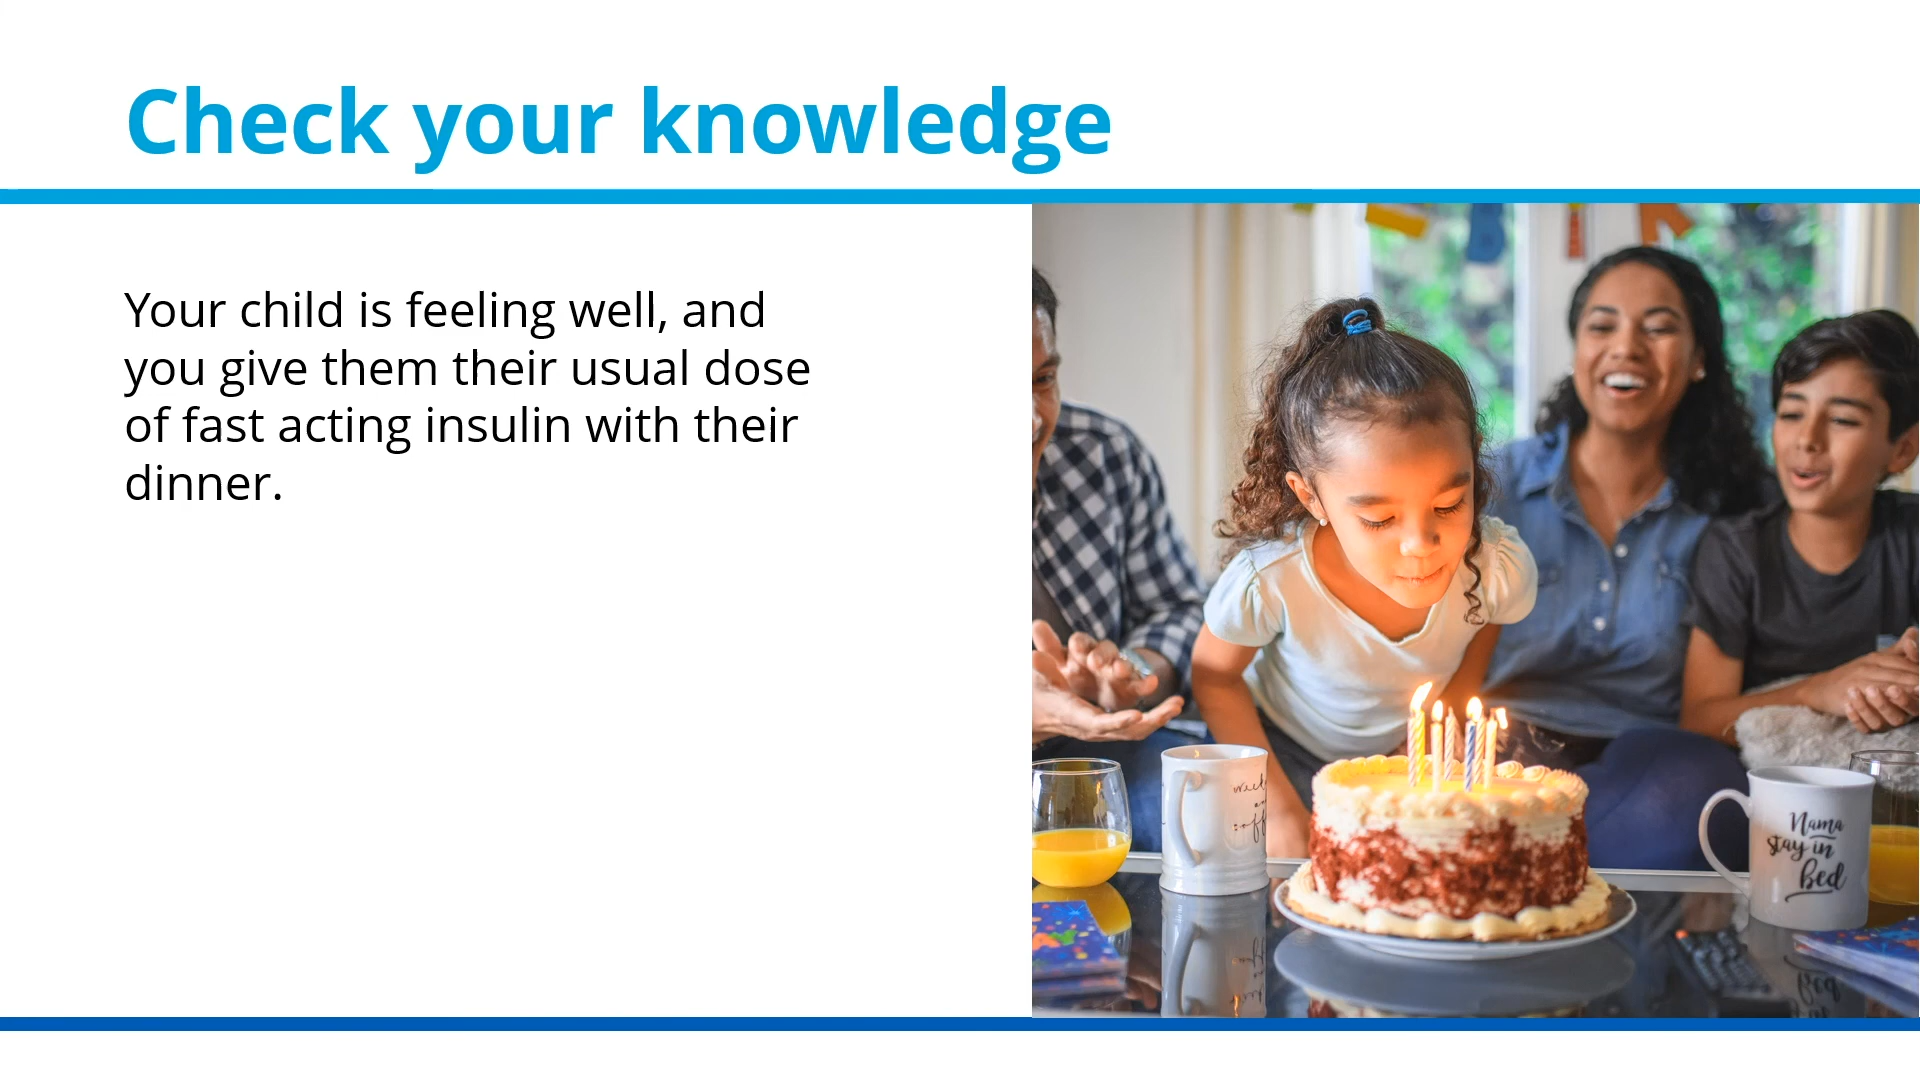 Check your knowledge
Your child is feeling well, and
you give them their usual dose
of fast acting insulin with their
dinner.
Nama
stay in
bed